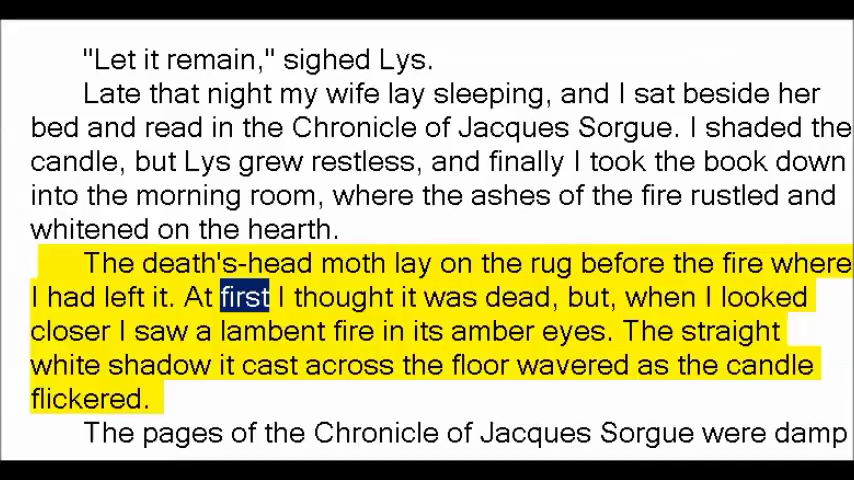 "Let it remain," sighed Lys.
Late that night my wife lay sleeping, and I sat beside her
bed and read in the Chronicle of Jacques Sorgue. I shaded the
candle, but Lys grew restless, and finally I took the book down
into the morning room, where the ashes of the fire rustled and
whitened on the hearth.
The death's-head moth lay on the rug before the fire where
I had left it. At first I thought it was dead, but, when I looked
closer I saw a lambent fire in its amber eyes. The straight
white shadow it cast across the floor wavered as the candle
flickered.
The pages of the Chronicle of Jacques Sorgue were damp